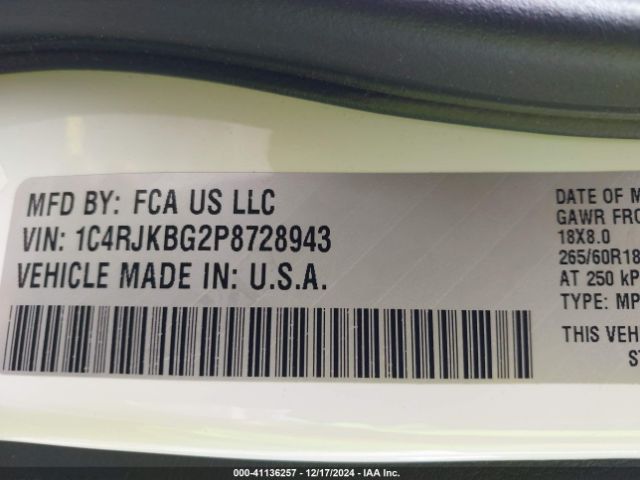 MFD BY: FCA US LLC
VIN: 1C4RJKBG2P8728943
VEHICLE MADE IN: U.S.A.
DATE OF M
GAWR FRO
18X8.0
265/60R18
AT 250 kP
TYPE: MP
THIS VEH
ST
000-41136257 - 12/17/2024 - IAA Inc.